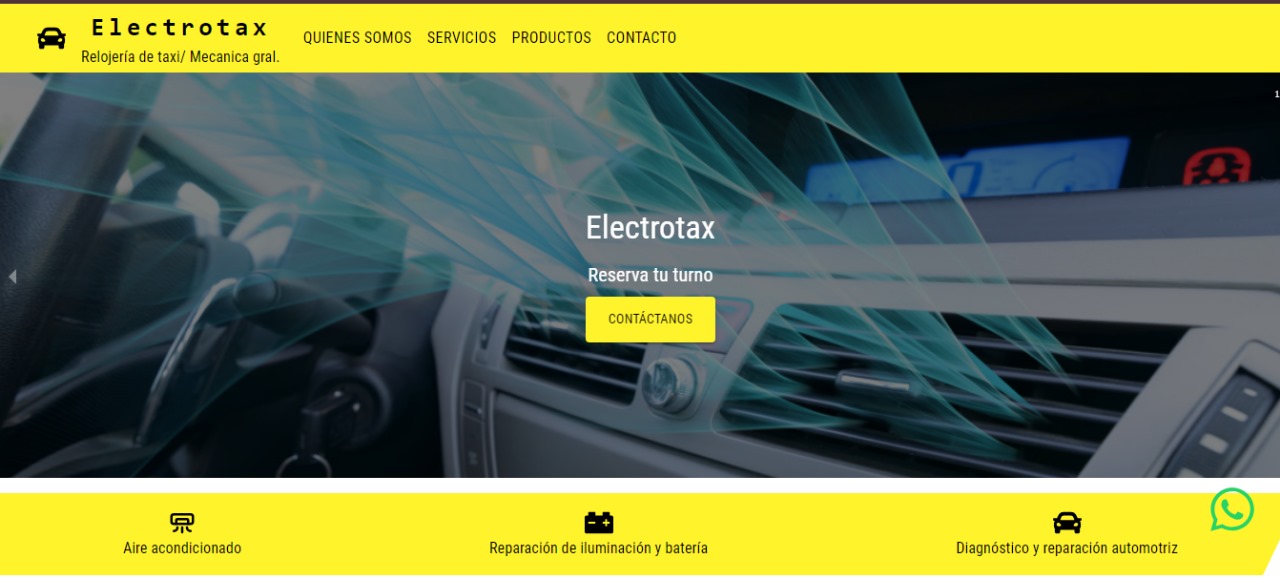 Electrotax
Relojería de taxi/ Mecanica gral.
QUIENES SOMOS SERVICIOS PRODUCTOS CONTACTO
1
Electrotax
Reserva tu turno
CONTÁCTANOS
Aire acondicionado
Reparación de iluminación y batería
Diagnóstico y reparación automotriz